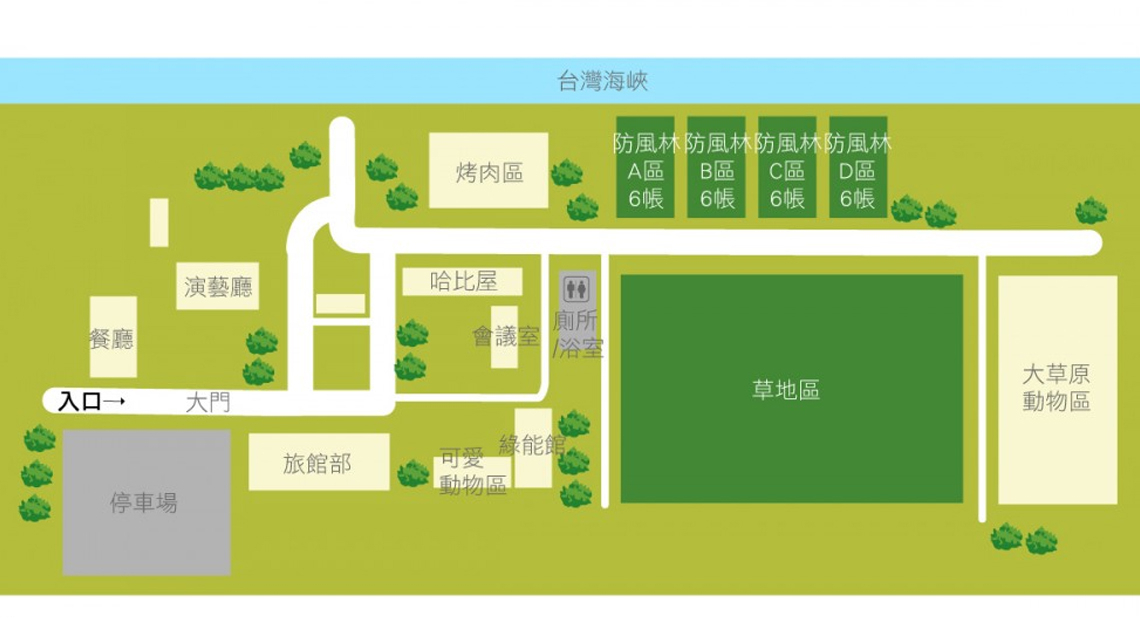 台灣海峽
防風林
A區
6帳
防風林
B區
6帳
防風林
C區
6帳
防風林
D區
6帳
烤肉區
演藝廳
哈比屋
餐廳
會議室
廁所
/浴室
草地區
大草原
動物區
入口→
大門
旅館部
可愛
動物區
綠能館
停車場